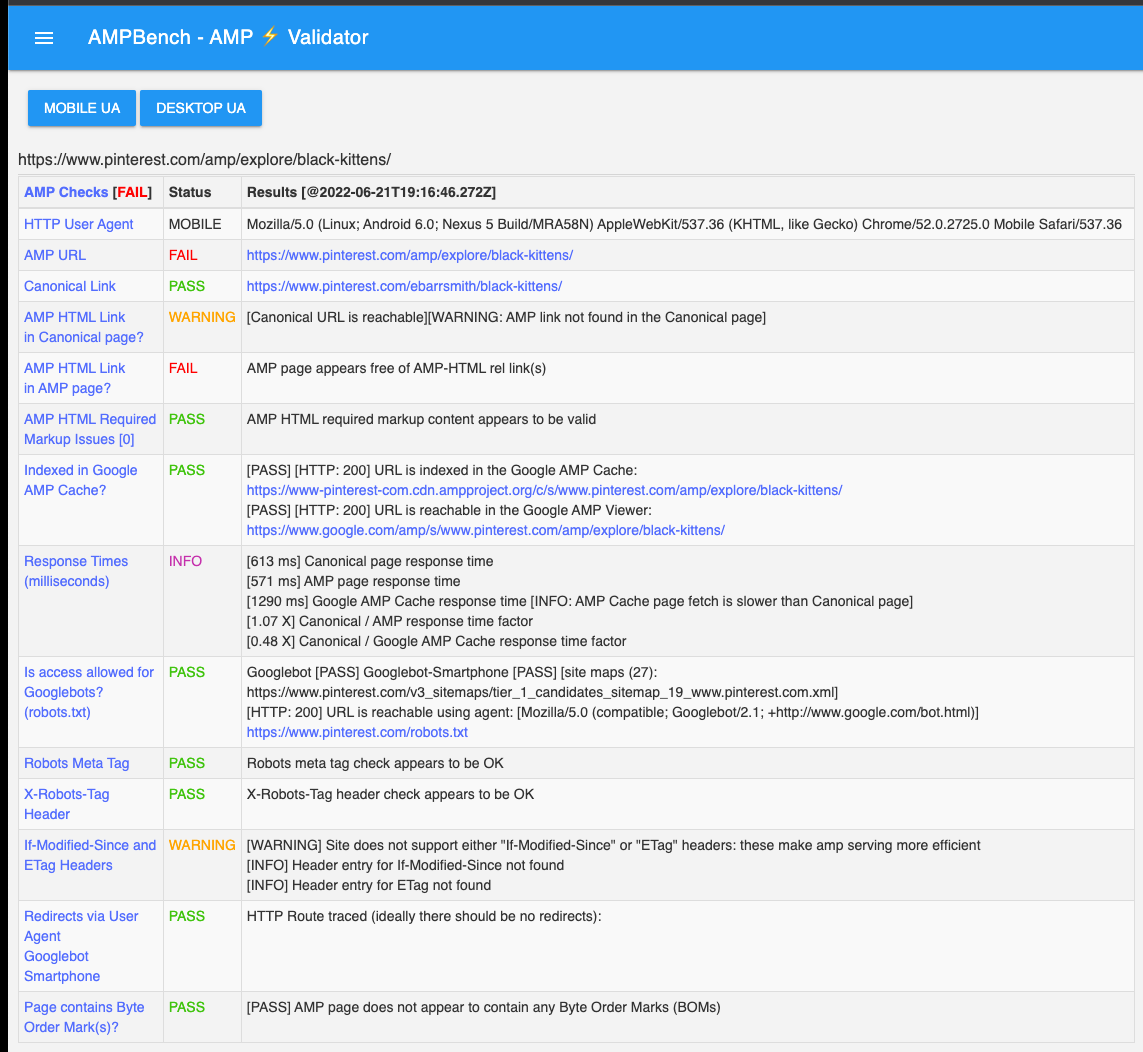 AMPBench - AMP ⚡ Validator
MOBILE UA DESKTOP UA
https://www.pinterest.com/amp/explore/black-kittens/
AMP Checks [FAIL] Status Results [@2022-06-21T19:16:46.272Z]
HTTP User Agent MOBILE Mozilla/5.0 (Linux; Android 6.0; Nexus 5 Build/MRA58N) AppleWebKit/537.36 (KHTML, like Gecko) Chrome/52.0.2725.0 Mobile Safari/537.36
AMP URL FAIL https://www.pinterest.com/amp/explore/black-kittens/
Canonical Link PASS https://www.pinterest.com/ebarrsmith/black-kittens/
AMP HTML Link WARNING [Canonical URL is reachable][WARNING: AMP link not found in the Canonical page]
in Canonical page?
AMP HTML Link FAIL AMP page appears free of AMP-HTML rel link(s)
in AMP page?
AMP HTML Required PASS AMP HTML required markup content appears to be valid
Markup Issues [0]
Indexed in Google PASS [PASS] [HTTP: 200] URL is indexed in the Google AMP Cache:
AMP Cache? https://www-pinterest-com.cdn.ampproject.org/c/s/www.pinterest.com/amp/explore/black-kittens/
[PASS] [HTTP: 200] URL is reachable in the Google AMP Viewer:
https://www.google.com/amp/s/www.pinterest.com/amp/explore/black-kittens/
Response Times INFO [613 ms] Canonical page response time
(milliseconds) [571 ms] AMP page response time
[1290 ms] Google AMP Cache response time [INFO: AMP Cache page fetch is slower than Canonical page]
[1.07 X] Canonical / AMP response time factor
[0.48 X] Canonical / Google AMP Cache response time factor
Is access allowed for PASS Googlebot [PASS] Googlebot-Smartphone [PASS] [site maps (27):
Googlebots? https://www.pinterest.com/v3_sitemaps/tier_1_candidates_sitemap_19_www.pinterest.com.xml]
(robots.txt) [HTTP: 200] URL is reachable using agent: [Mozilla/5.0 (compatible; Googlebot/2.1; +http://www.google.com/bot.html)]
https://www.pinterest.com/robots.txt
Robots Meta Tag PASS Robots meta tag check appears to be OK
X-Robots-Tag PASS X-Robots-Tag header check appears to be OK
Header
If-Modified-Since and WARNING [WARNING] Site does not support either "If-Modified-Since" or "ETag" headers: these make amp serving more efficient
ETag Headers [INFO] Header entry for If-Modified-Since not found
[INFO] Header entry for ETag not found
Redirects via User PASS HTTP Route traced (ideally there should be no redirects):
Agent
Googlebot
Smartphone
Page contains Byte PASS [PASS] AMP page does not appear to contain any Byte Order Marks (BOMs)
Order Mark(s)?